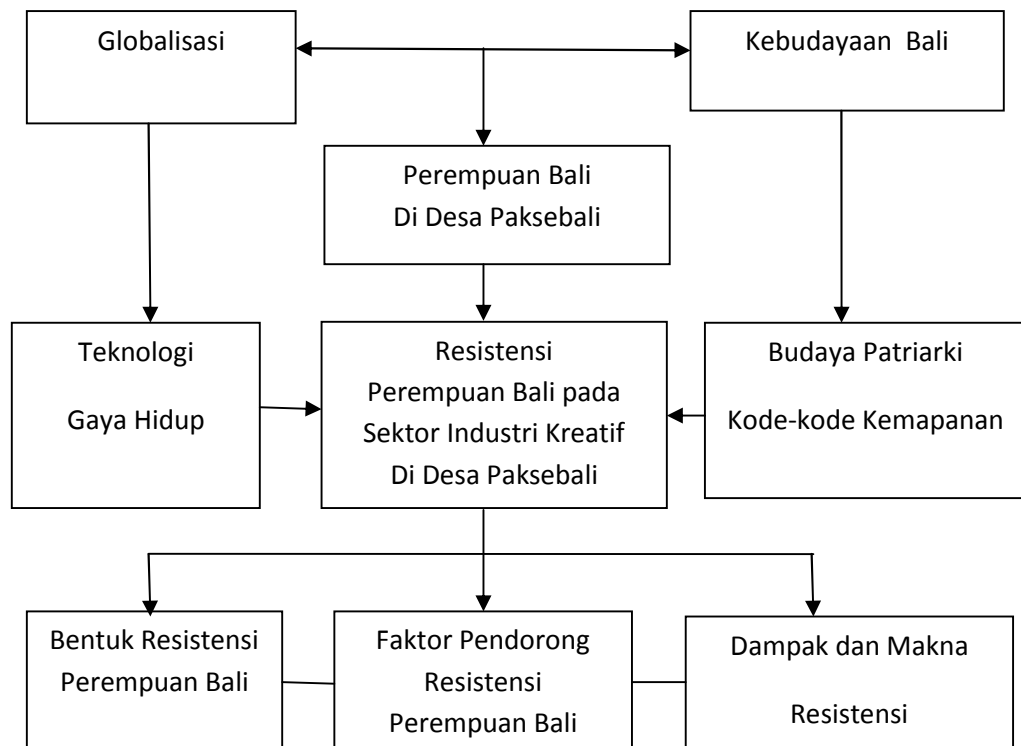 Globalisasi
Kebudayaan Bali
Perempuan Bali
Di Desa Paksebali
Teknologi
Gaya Hidup
Resistensi
Perempuan Bali pada
Sektor Industri Kreatif
Di Desa Paksebali
Budaya Patriarki
Kode-kode Kemapanan
Bentuk Resistensi
Perempuan Bali
Faktor Pendorong
Resistensi
Perempuan Bali
Dampak dan Makna
Resistensi